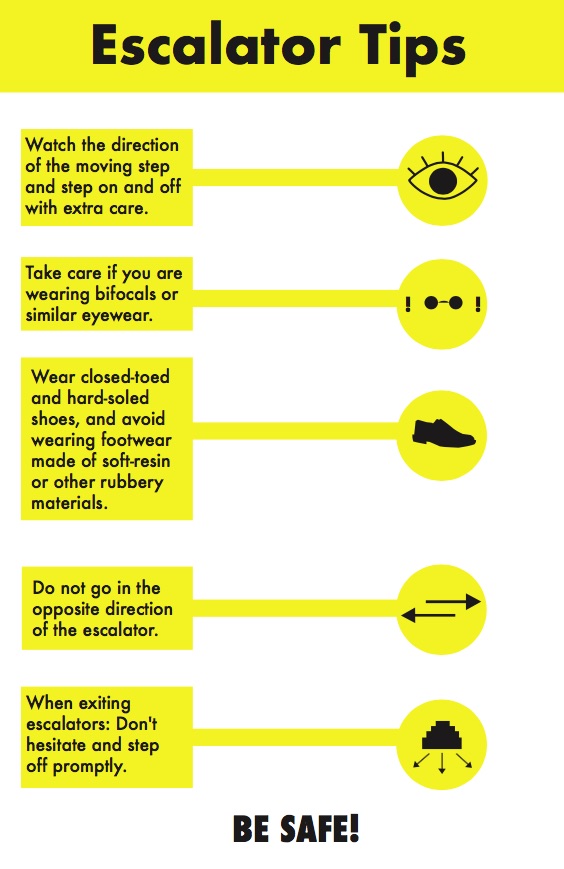 Escalator Tips
Watch the direction
of the moving step
and step on and off
with extra care.
Take care if you are
wearing bifocals or
similar eyewear.
! !
Wear closed-toed
and hard-soled
shoes, and avoid
wearing footwear
made of soft-resin
or other rubbery
materials.
Do not go in the
opposite direction
of the escalator.
When exiting
escalators: Don't
hesitate and step
off promptly.
BE SAFE!